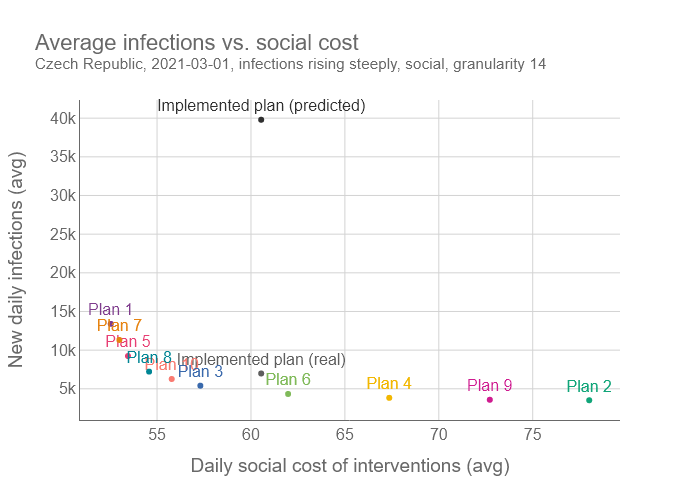 Average infections vs. social cost
Czech Republic, 2021-03-01, infections rising steeply, social, granularity 14
Implemented plan (predicted)
40k
35k
30k
25k
20k
15k
10k
5k
New daily infections (avg)
Plan 1
Plan 7
Plan 5
Plan 8
Plan 10
Implemented plan (real)
Plan 3
Plan 6
Plan 4
Plan 9
Plan 2
55
60
65
70
75
Daily social cost of interventions (avg)